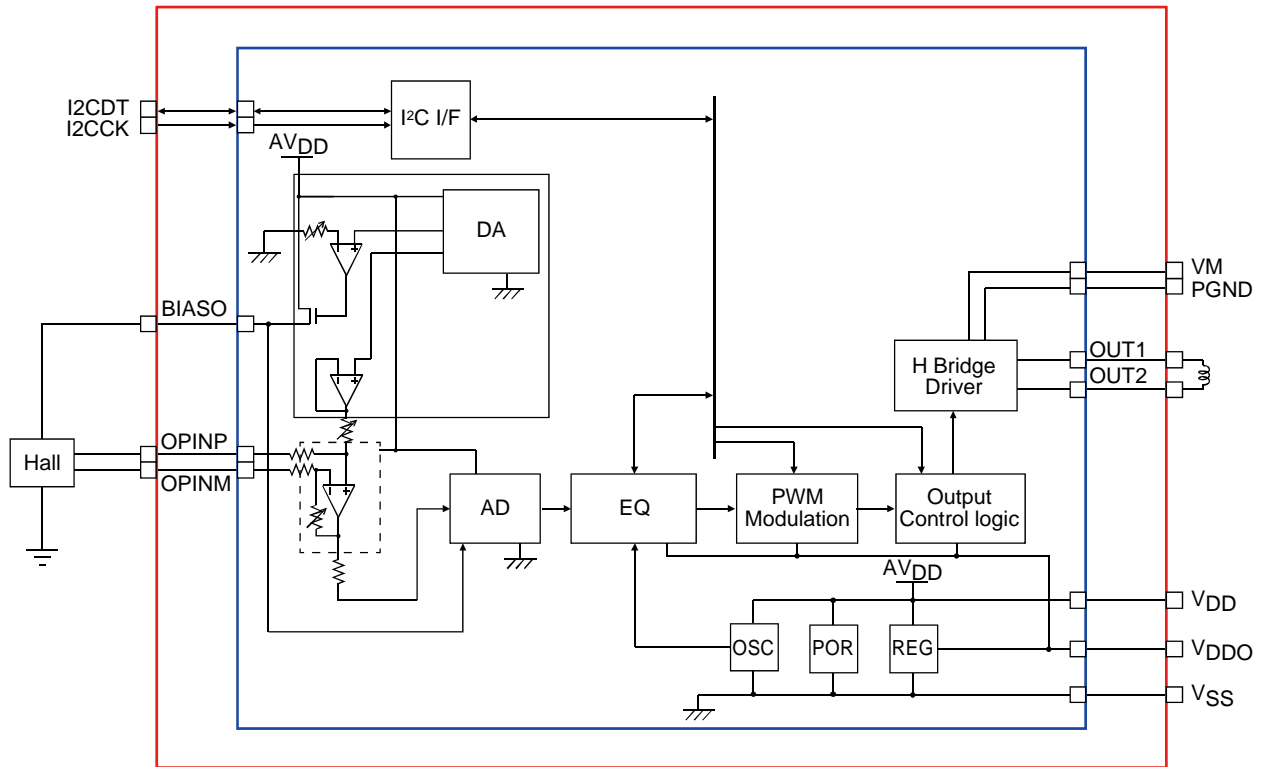 I2CDT
I2CCK
I²C I/F
AVDD
DA
BIASO
VM
PGND
H Bridge
Driver
OUT1
OUT2
Hall
OPINP
OPINM
AD
EQ
PWM
Modulation
Output
Control logic
AVDD
OSC
POR
REG
VDD
VDDO
VSS